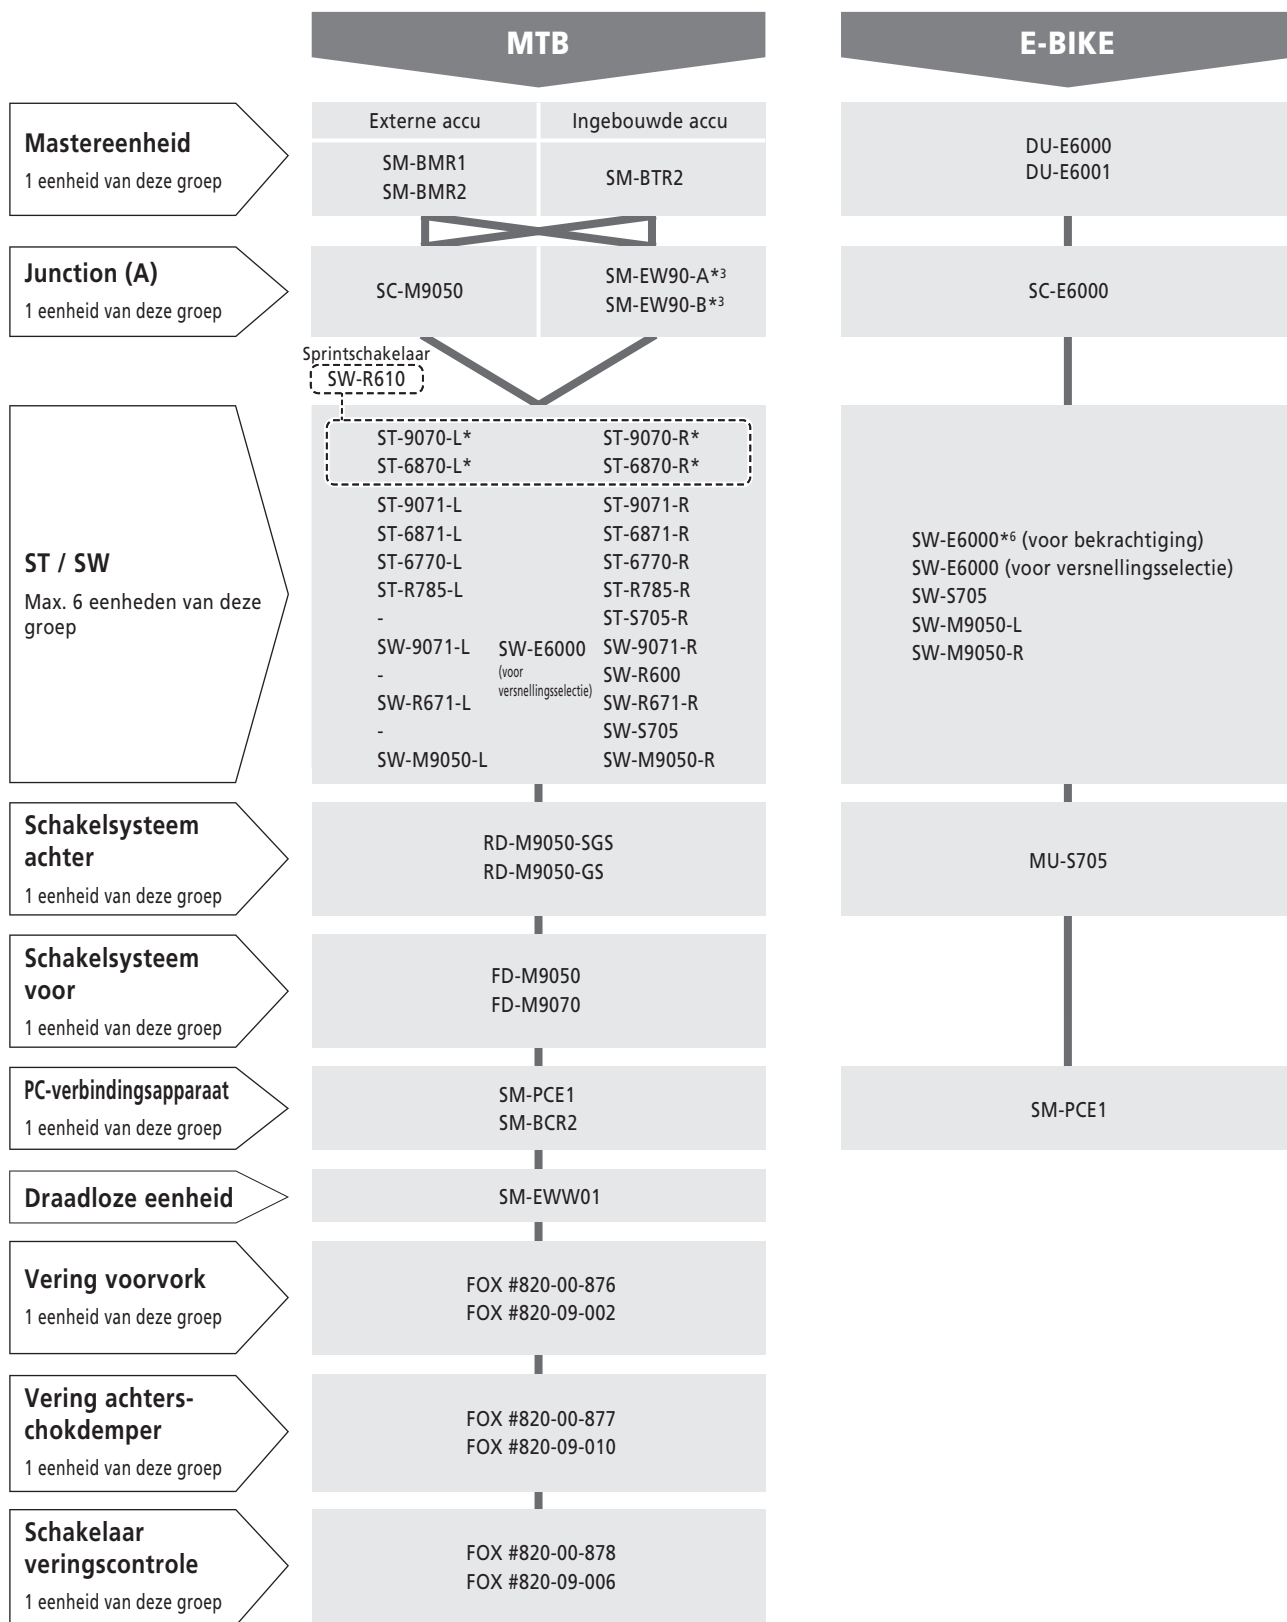 MTB
E-BIKE
Mastereenheid
1 eenheid van deze groep
Externe accu
Ingebouwde accu
SM-BMR1
SM-BMR2
SM-BTR2
DU-E6000
DU-E6001
Junction (A)
1 eenheid van deze groep
SC-M9050
SM-EW90-A*3
SM-EW90-B*3
SC-E6000
Sprintschakelaar
SW-R610
ST / SW
Max. 6 eenheden van deze
groep
ST-9070-L*
ST-6870-L*
ST-9071-L
ST-6871-L
ST-6770-L
ST-R785-L
-
SW-9071-L
-
SW-R671-L
-
SW-M9050-L
SW-E6000
(voor
versnellingsselectie)
ST-9070-R*
ST-6870-R*
ST-9071-R
ST-6871-R
ST-6770-R
ST-R785-R
ST-S705-R
SW-9071-R
SW-R600
SW-R671-R
SW-S705
SW-M9050-R
SW-E6000*6 (voor bekrachtiging)
SW-E6000 (voor versnellingsselectie)
SW-S705
SW-M9050-L
SW-M9050-R
Schakelsysteem
achter
1 eenheid van deze groep
RD-M9050-SGS
RD-M9050-GS
MU-S705
Schakelsysteem
voor
1 eenheid van deze groep
FD-M9050
FD-M9070
PC-verbindingsapparaat
1 eenheid van deze groep
SM-PCE1
SM-BCR2
SM-PCE1
Draadloze eenheid
SM-EWW01
Vering voorvork
1 eenheid van deze groep
FOX #820-00-876
FOX #820-09-002
Vering achters-
chokdemper
1 eenheid van deze groep
FOX #820-00-877
FOX #820-09-010
Schakelaar
veringscontrole
1 eenheid van deze groep
FOX #820-00-878
FOX #820-09-006